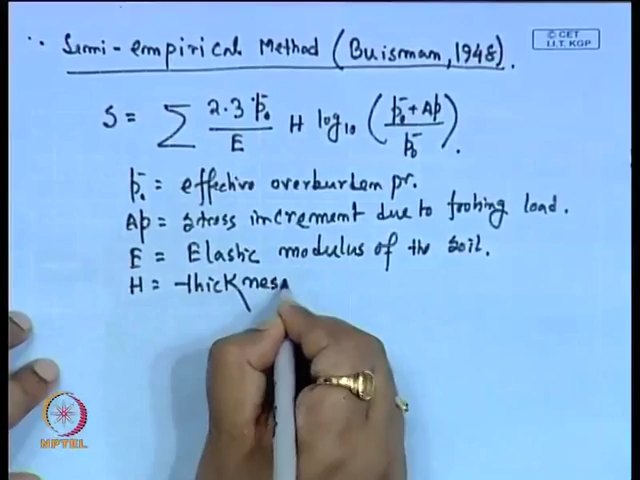 ∴ Semi-empirical Method (Buisman, 1948).
© CET
I.I.T. KGP
S = Σ 2.3 p̄₀ / E H log₁₀ ( (p̄₀ + Δp) / p̄₀ ).
p̄₀ = effective overburden pr.
Δp = stress increment due to footing load.
E = Elastic modulus of the soil.
H = thickness
NPTEL